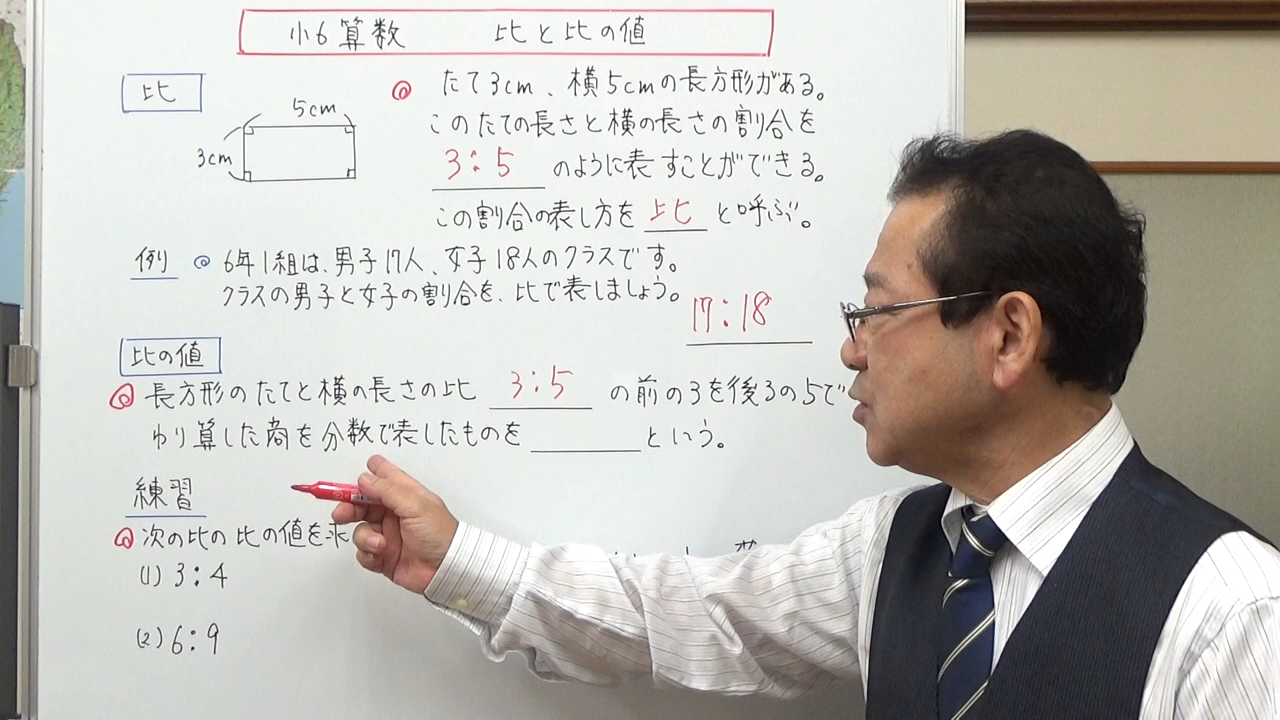 小6算数 比と比の値
比
5cm
3cm
◎ たて3cm、横5cmの長方形がある。
このたての長さと横の長さの割合を
3:5 のように表すことができる。
この割合の表し方を 比 と呼ぶ。
例 ◎ 6年1組は、男子17人、女子18人のクラスです。
クラスの男子と女子の割合を、比で表しましょう。
17:18
比の値
◎ 長方形のたてと横の長さの比 3:5 の前の3を後ろの5で
わり算した商を分数で表したものを という。
練習
◎ 次の比の比の値を求
(1) 3:4
(2) 6:9